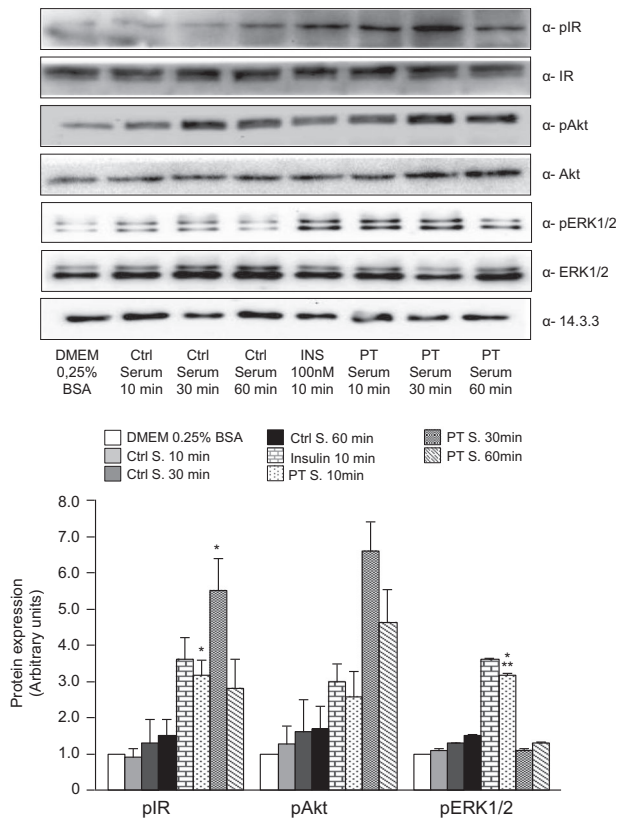 α- pIR
α- IR
α- pAkt
α- Akt
α- pERK1/2
α- ERK1/2
α- 14.3.3
DMEM 0,25% BSA
Ctrl Serum 10 min
Ctrl Serum 30 min
Ctrl Serum 60 min
INS 100nM 10 min
PT Serum 10 min
PT Serum 30 min
PT Serum 60 min
DMEM 0.25% BSA
Ctrl S. 10 min
Ctrl S. 30 min
Ctrl S. 60 min
Insulin 10 min
PT S. 10min
PT S. 30min
PT S. 60min
Protein expression
(Arbitrary units)
8.0
7.0
6.0
5.0
4.0
3.0
2.0
1.0
0
*
*
*
**
pIR
pAkt
pERK1/2